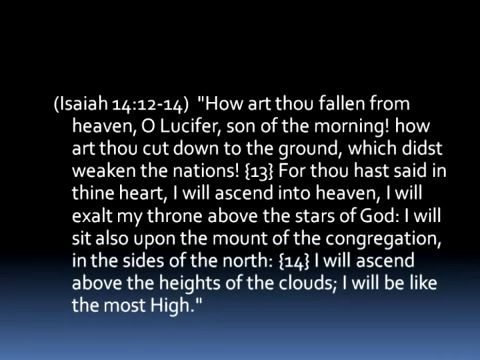 (Isaiah 14:12-14) "How art thou fallen from
heaven, O Lucifer, son of the morning! how
art thou cut down to the ground, which didst
weaken the nations! {13} For thou hast said in
thine heart, I will ascend into heaven, I will
exalt my throne above the stars of God: I will
sit also upon the mount of the congregation,
in the sides of the north: {14} I will ascend
above the heights of the clouds; I will be like
the most High."